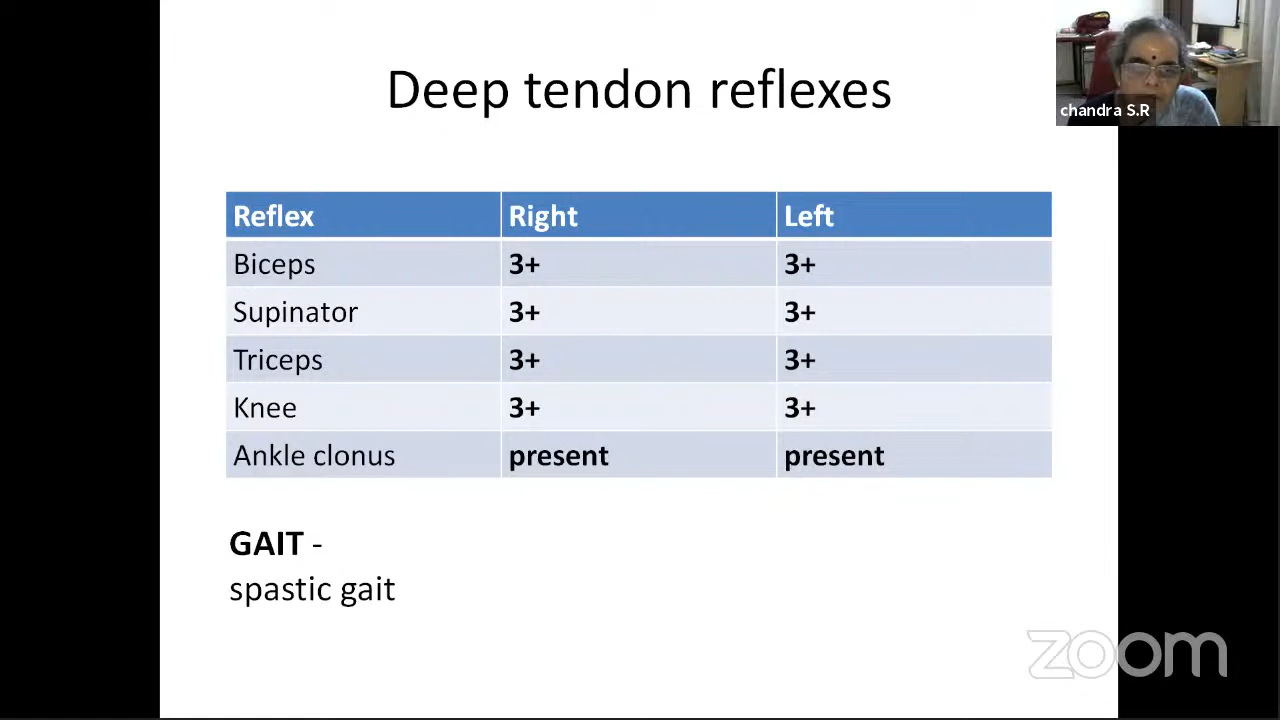 Deep tendon reflexes
chandra S.R
Reflex Right Left
Biceps 3+ 3+
Supinator 3+ 3+
Triceps 3+ 3+
Knee 3+ 3+
Ankle clonus present present
GAIT -
spastic gait
zoom